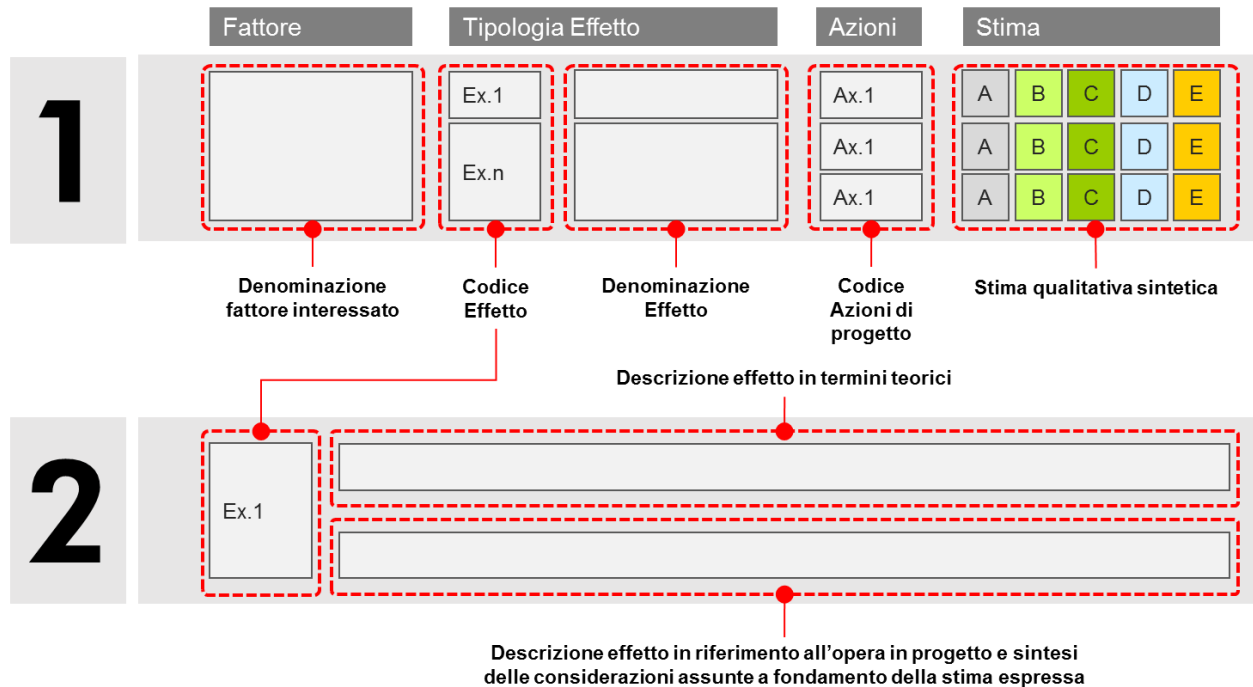 Fattore
Tipologia Effetto
Azioni
Stima
1
Ex.1
Ax.1
A B C D E
Ex.n
Ax.1
A B C D E
Ax.1
A B C D E
Denominazione
fattore interessato
Codice
Effetto
Denominazione
Effetto
Codice
Azioni di
progetto
Stima qualitativa sintetica
Descrizione effetto in termini teorici
2
Ex.1
Descrizione effetto in riferimento all'opera in progetto e sintesi
delle considerazioni assunte a fondamento della stima espressa